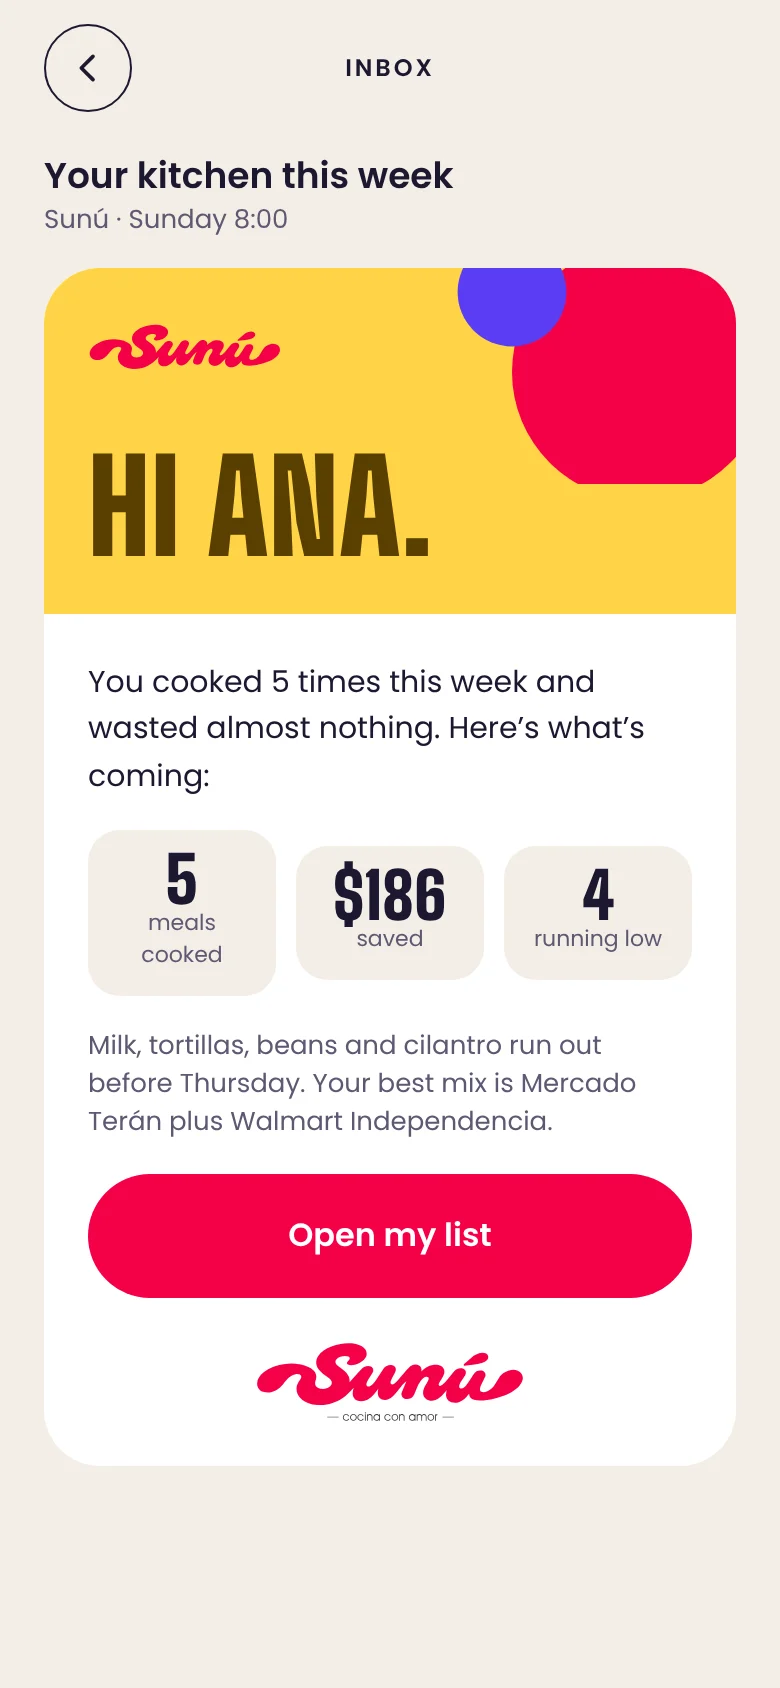 INBOX
Your kitchen this week
Sunú · Sunday 8:00
Sunú
HI ANA.
You cooked 5 times this week and
wasted almost nothing. Here’s what’s
coming:
5
meals
cooked
$186
saved
4
running low
Milk, tortillas, beans and cilantro run out
before Thursday. Your best mix is Mercado
Terán plus Walmart Independencia.
Open my list
Sunú
— cocina con amor —